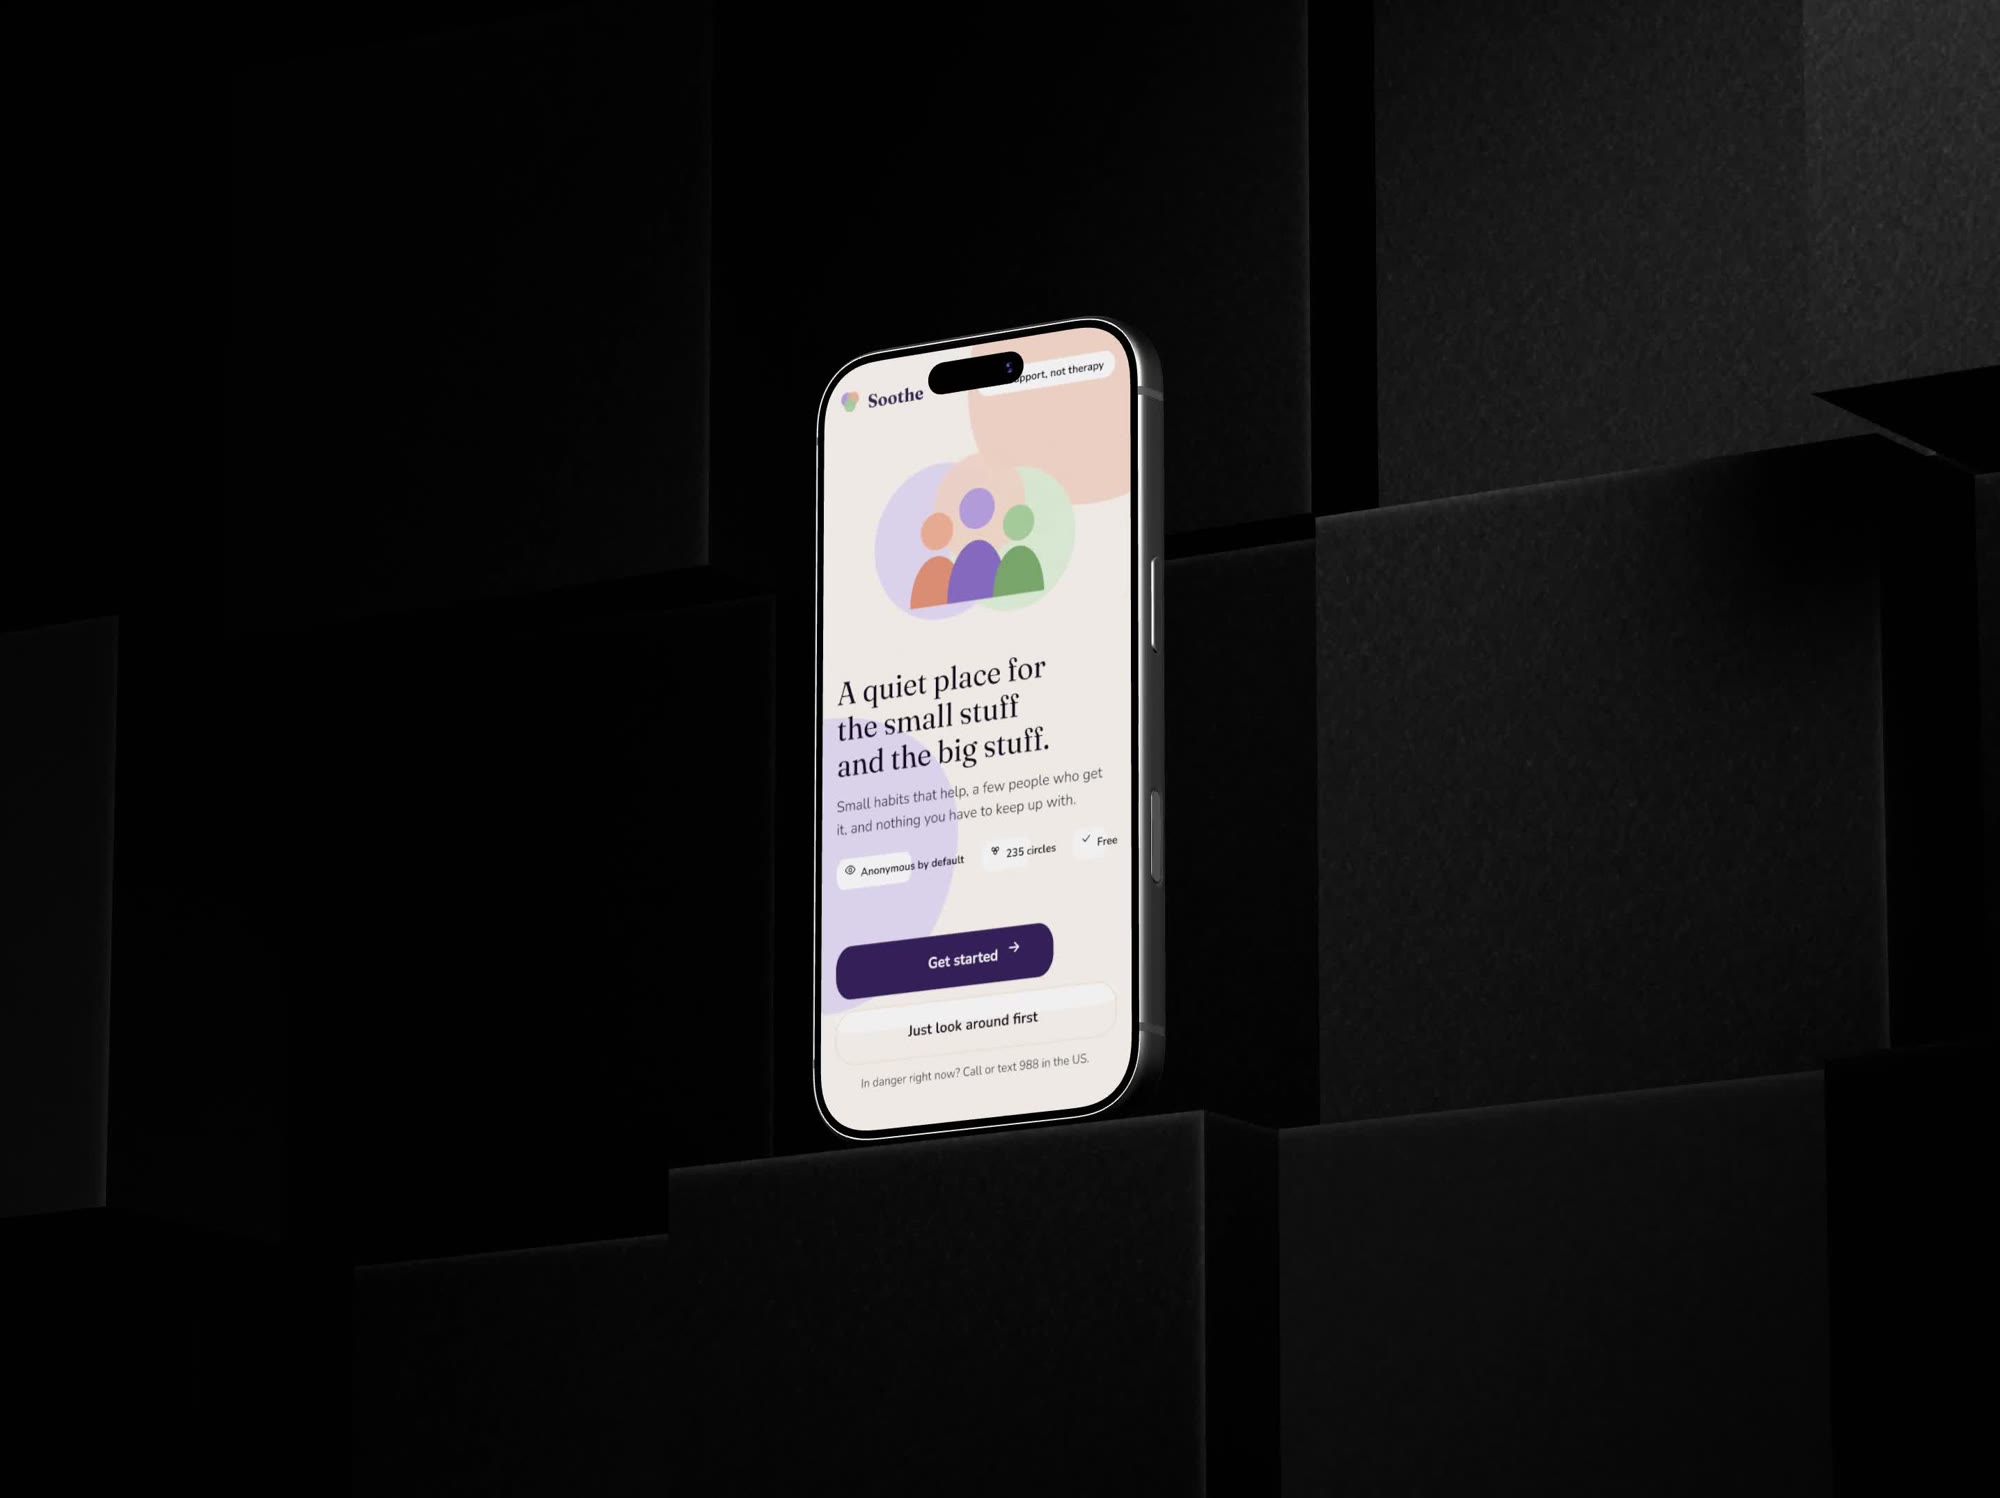 Soothe
pport, not therapy
A quiet place for
the small stuff
and the big stuff.
Small habits that help, a few people who get
it, and nothing you have to keep up with.
Anonymous by default
235 circles
Free
Get started
Just look around first
In danger right now? Call or text 988 in the US.